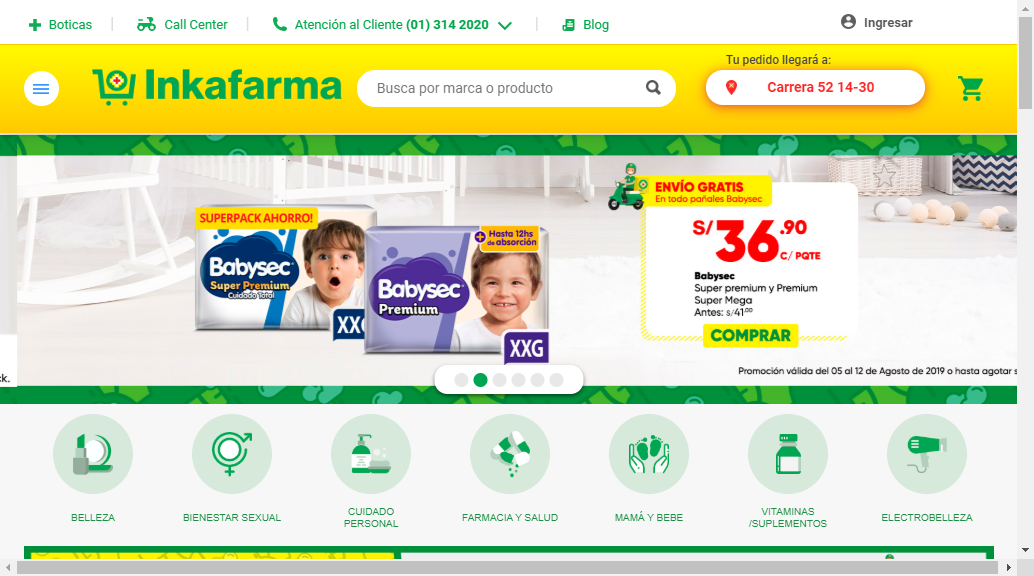 Boticas
Call Center
Atención al Cliente (01) 314 2020
Blog
Ingresar
Inkafarma
Busca por marca o producto
Tu pedido llegará a:
Carrera 52 14-30
SUPERPACK AHORRO!
Babysec
Super Premium
Cuidado Total
XXG
+ Hasta 12hs
de absorción
Babysec
Premium
XXG
ENVÍO GRATIS
En todo pañales Babysec
S/36.90
C/ PQTE
Babysec
Super premium y Premium
Super Mega
Antes: s/41.00
COMPRAR
ck.
Promoción válida del 05 al 12 de Agosto de 2019 o hasta agotar s
BELLEZA
BIENESTAR SEXUAL
CUIDADO
PERSONAL
FARMACIA Y SALUD
MAMÁ Y BEBE
VITAMINAS
/SUPLEMENTOS
ELECTROBELLEZA